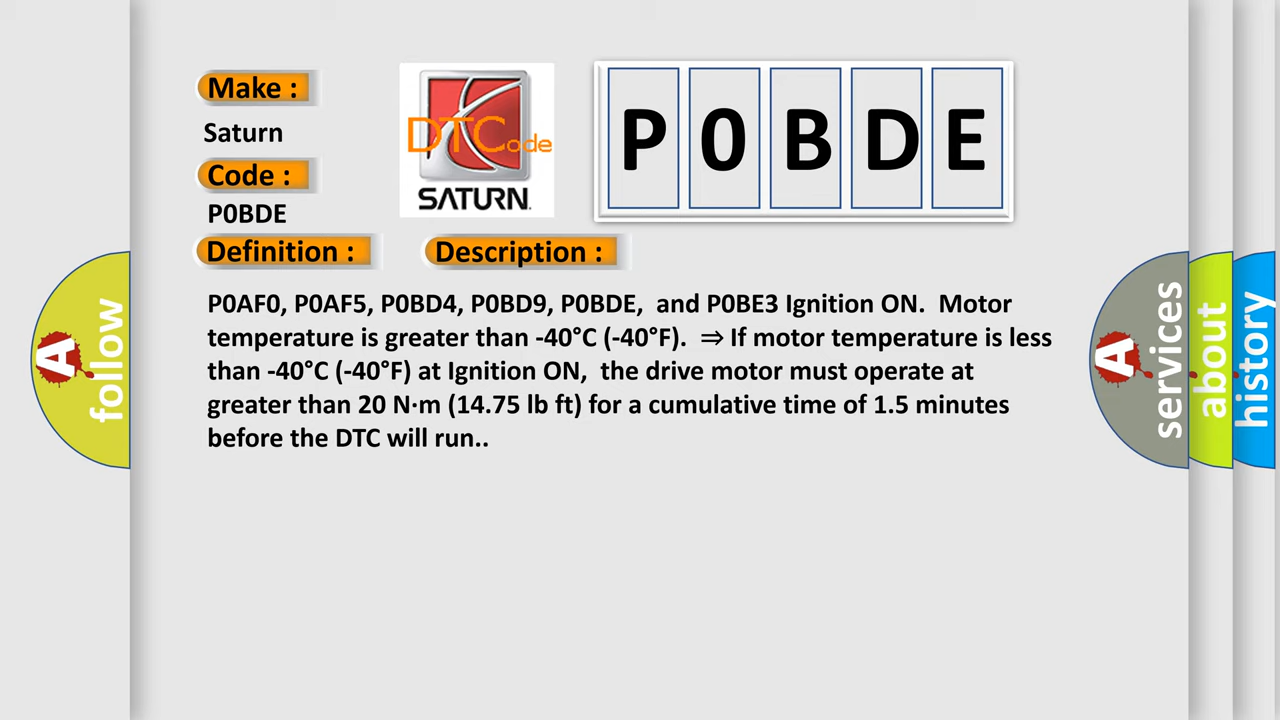 Make :
Saturn
Code :
P0BDE
Definition :
Description :
DTCode
SATURN
P 0 B D E
P0AF0, P0AF5, P0BD4, P0BD9, P0BDE,  and P0BE3 Ignition ON.  Motor
temperature is greater than -40°C (-40°F).  ⇒ If motor temperature is less
than -40°C (-40°F) at Ignition ON,  the drive motor must operate at
greater than 20 N·m (14.75 lb ft) for a cumulative time of 1.5 minutes
before the DTC will run..
A
follow
A
services
about
history